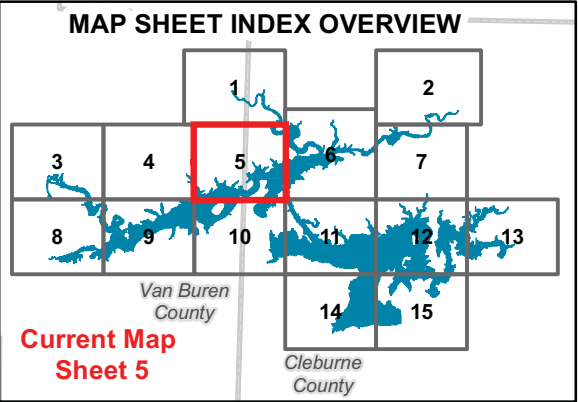 MAP SHEET INDEX OVERVIEW
1
2
3
4
5
6
7
8
9
10
11
12
13
Van Buren
County
14
15
Current Map
Sheet 5
Cleburne
County